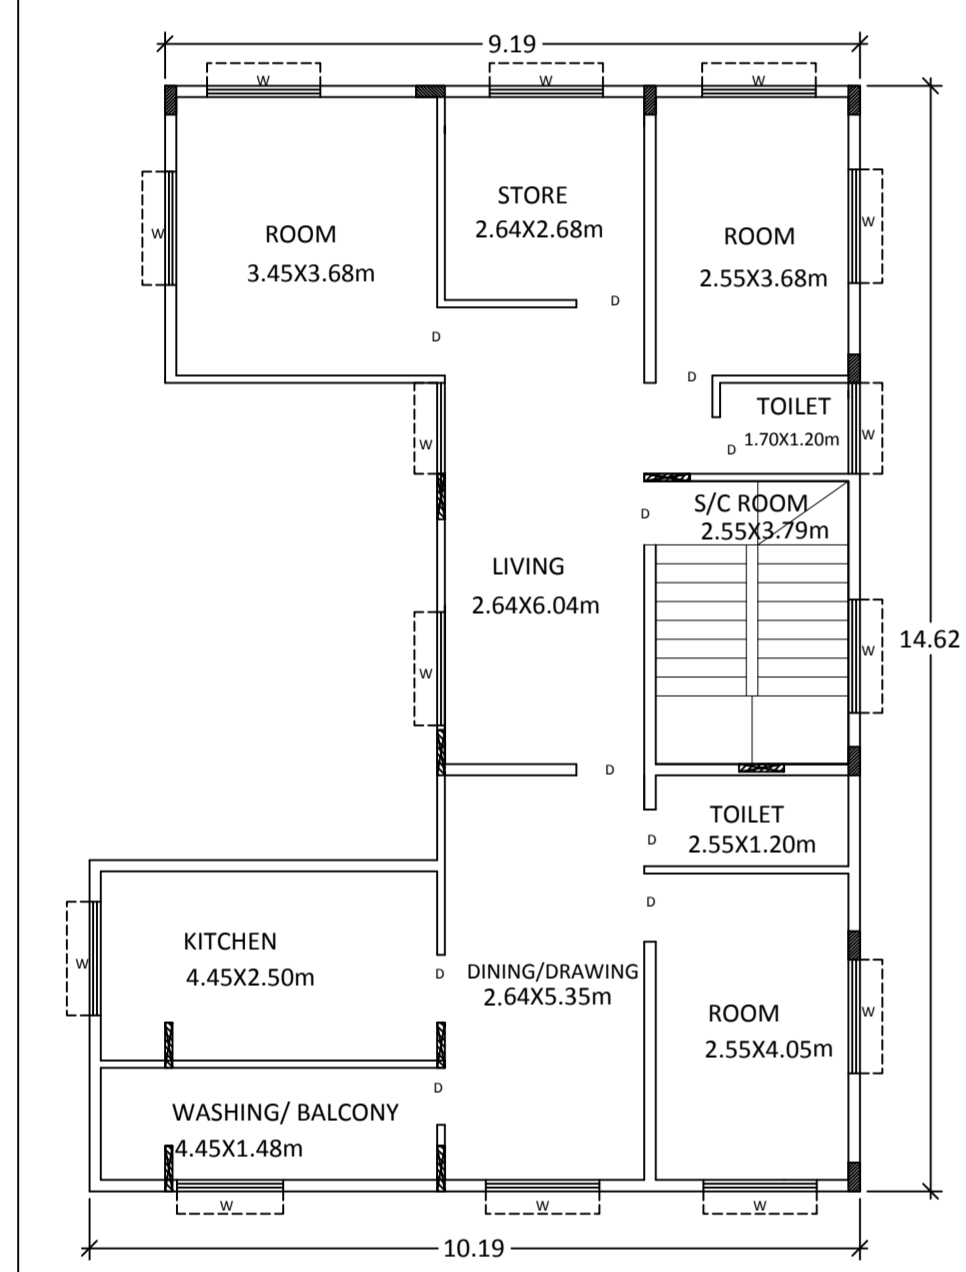 9.19
W
W
W
STORE
2.64X2.68m
W
W
ROOM
3.45X3.68m
ROOM
2.55X3.68m
D
D
D
TOILET
1.70X1.20m
W
W
D
S/C ROOM
2.55X3.79m
D
LIVING
2.64X6.04m
14.62
W
W
D
TOILET
2.55X1.20m
D
D
KITCHEN
4.45X2.50m
W
D
DINING/DRAWING
2.64X5.35m
ROOM
2.55X4.05m
W
D
WASHING/ BALCONY
4.45X1.48m
W
W
W
10.19